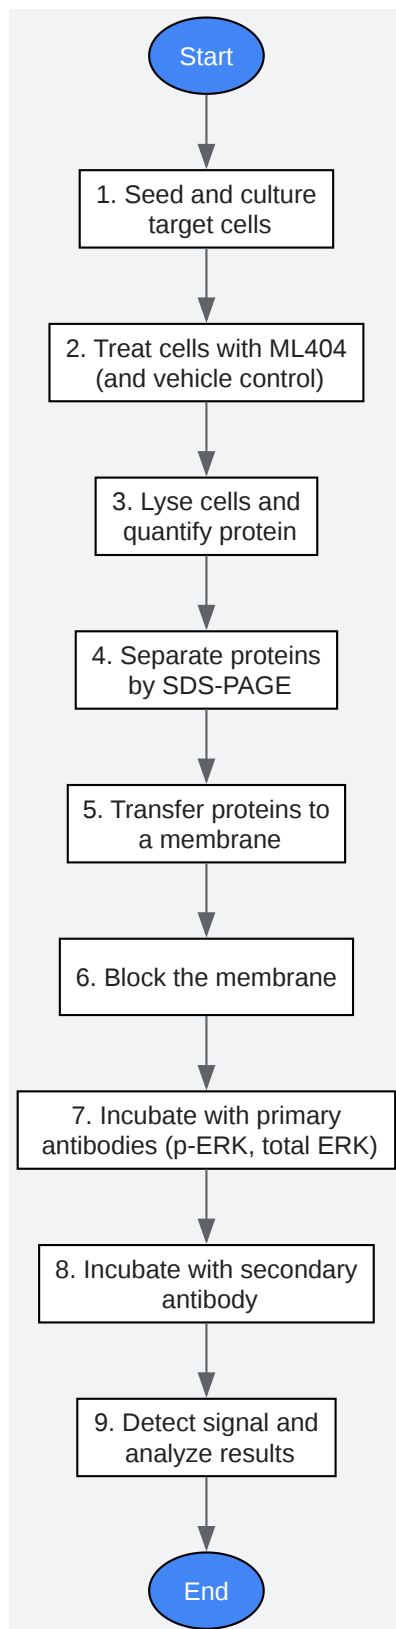 Start
1. Seed and culture
target cells
2. Treat cells with ML404
(and vehicle control)
3. Lyse cells and
quantify protein
4. Separate proteins
by SDS-PAGE
5. Transfer proteins to
a membrane
6. Block the membrane
7. Incubate with primary
antibodies (p-ERK, total ERK)
8. Incubate with secondary
antibody
9. Detect signal and
analyze results
End